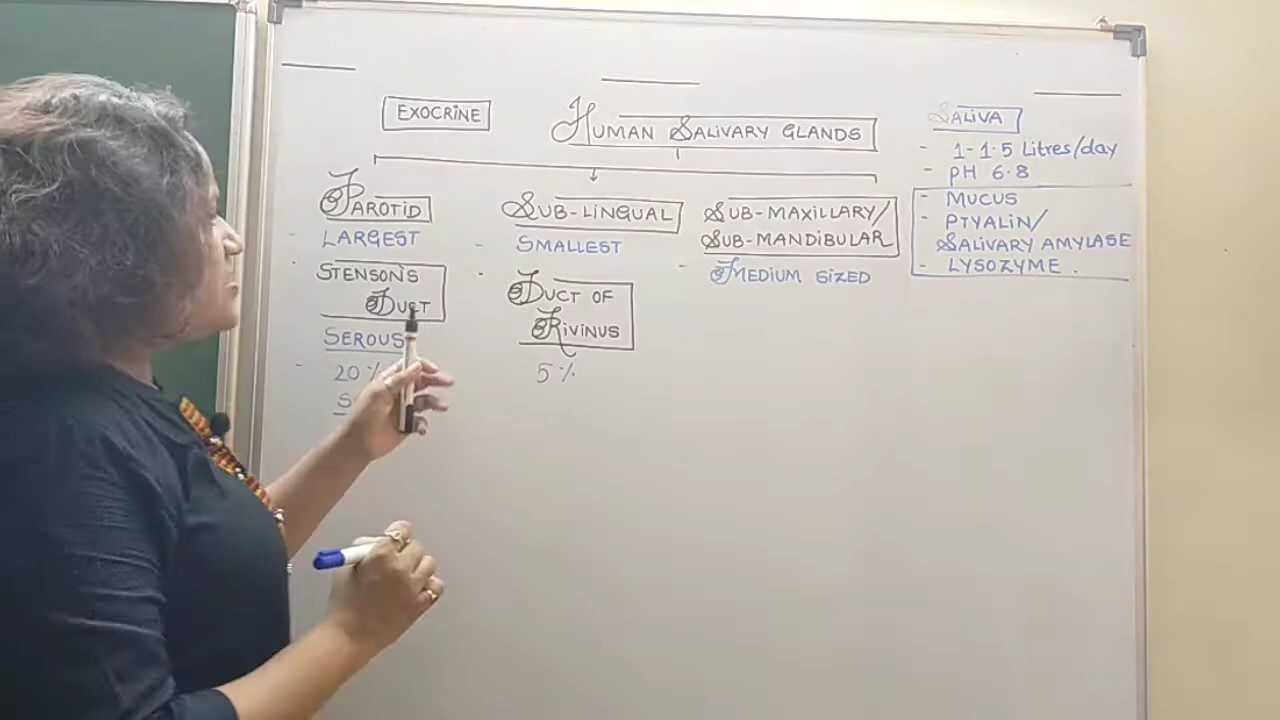 EXOCRINE
HUMAN SALIVARY GLANDS
PAROTID
LARGEST
STENSON'S
DUCT
SEROUS
20 %
SUB-LINGUAL
SMALLEST
DUCT OF
RIVINUS
5 %
SUB-MAXILLARY/
SUB-MANDIBULAR
MEDIUM SIZED
SALIVA
- 1-1.5 Litres/day
- pH 6.8
- MUCUS
- PTYALIN/
SALIVARY AMYLASE
- LYSOZYME.